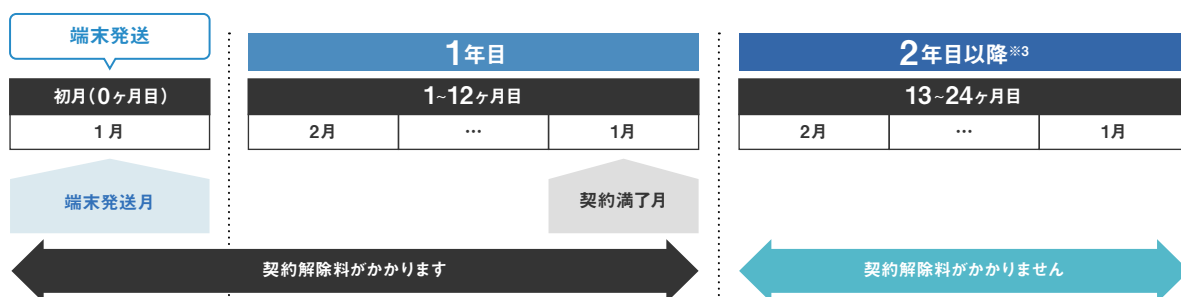 端末発送
1年目
2年目以降※3
初月(0ヶ月目)
1~12ヶ月目
13~24ヶ月目
1月
2月
…
1月
2月
…
1月
端末発送月
契約満了月
契約解除料がかかります
契約解除料がかかりません